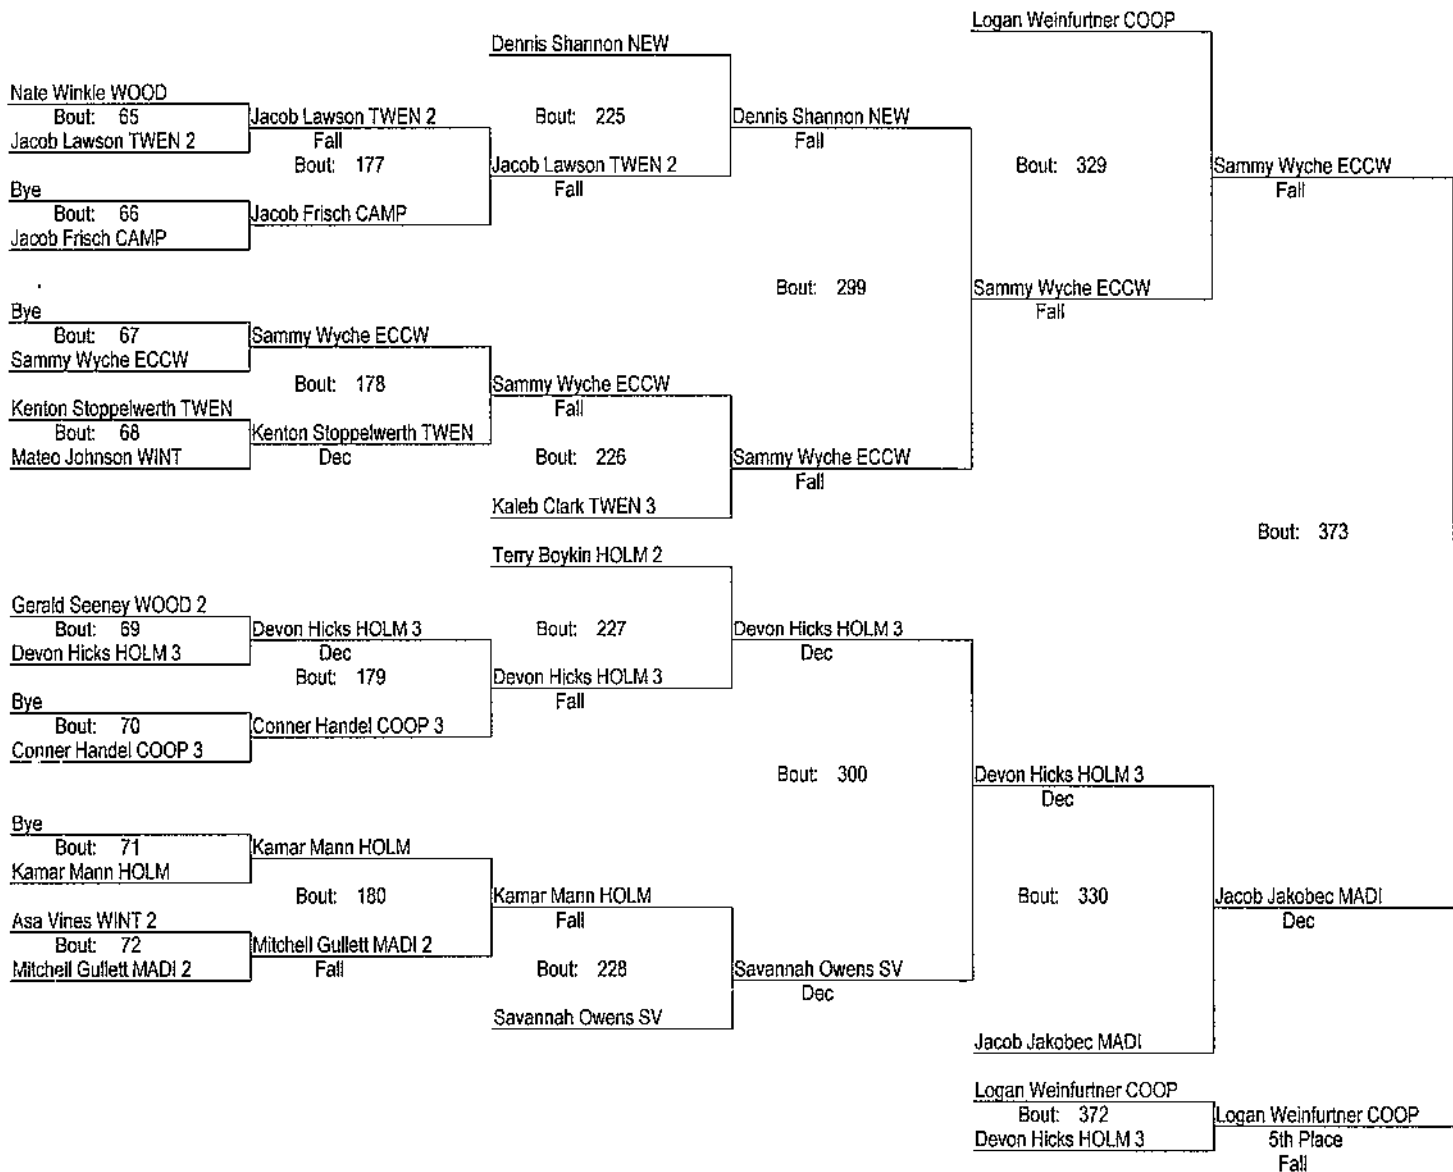 Logan Weinfurtner COOP
Dennis Shannon NEW
Nate Winkle WOOD
Bout: 65
Jacob Lawson TWEN 2
Jacob Lawson TWEN 2
Fall
Bout: 177
Bye
Bout: 66
Jacob Frisch CAMP
Jacob Frisch CAMP
Bout: 225
Jacob Lawson TWEN 2
Fall
Dennis Shannon NEW
Fall
Bout: 329
Sammy Wyche ECCW
Fall
Bout: 299
Sammy Wyche ECCW
Fall
Bye
Bout: 67
Sammy Wyche ECCW
Sammy Wyche ECCW
Bout: 178
Kenton Stoppelwerth TWEN
Bout: 68
Mateo Johnson WINT
Kenton Stoppelwerth TWEN
Dec
Sammy Wyche ECCW
Fall
Bout: 226
Kaleb Clark TWEN 3
Sammy Wyche ECCW
Fall
Bout: 373
Terry Boykin HOLM 2
Gerald Seeney WOOD 2
Bout: 69
Devon Hicks HOLM 3
Devon Hicks HOLM 3
Dec
Bout: 179
Bye
Bout: 70
Conner Handel COOP 3
Conner Handel COOP 3
Bout: 227
Devon Hicks HOLM 3
Fall
Devon Hicks HOLM 3
Dec
Bout: 300
Devon Hicks HOLM 3
Dec
Bye
Bout: 71
Kamar Mann HOLM
Kamar Mann HOLM
Bout: 180
Asa Vines WINT 2
Bout: 72
Mitchell Gullett MADI 2
Mitchell Gullett MADI 2
Fall
Kamar Mann HOLM
Fall
Bout: 228
Savannah Owens SV
Savannah Owens SV
Dec
Bout: 330
Jacob Jakobec MADI
Dec
Jacob Jakobec MADI
Logan Weinfurtner COOP
Bout: 372
Devon Hicks HOLM 3
Logan Weinfurtner COOP
5th Place
Fall